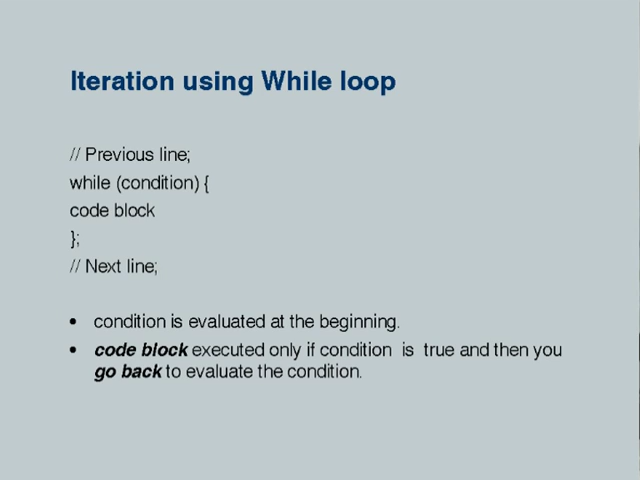 Iteration using While loop
// Previous line;
while (condition) {
code block
};
// Next line;
• condition is evaluated at the beginning.
• code block executed only if condition is true and then you
go back to evaluate the condition.